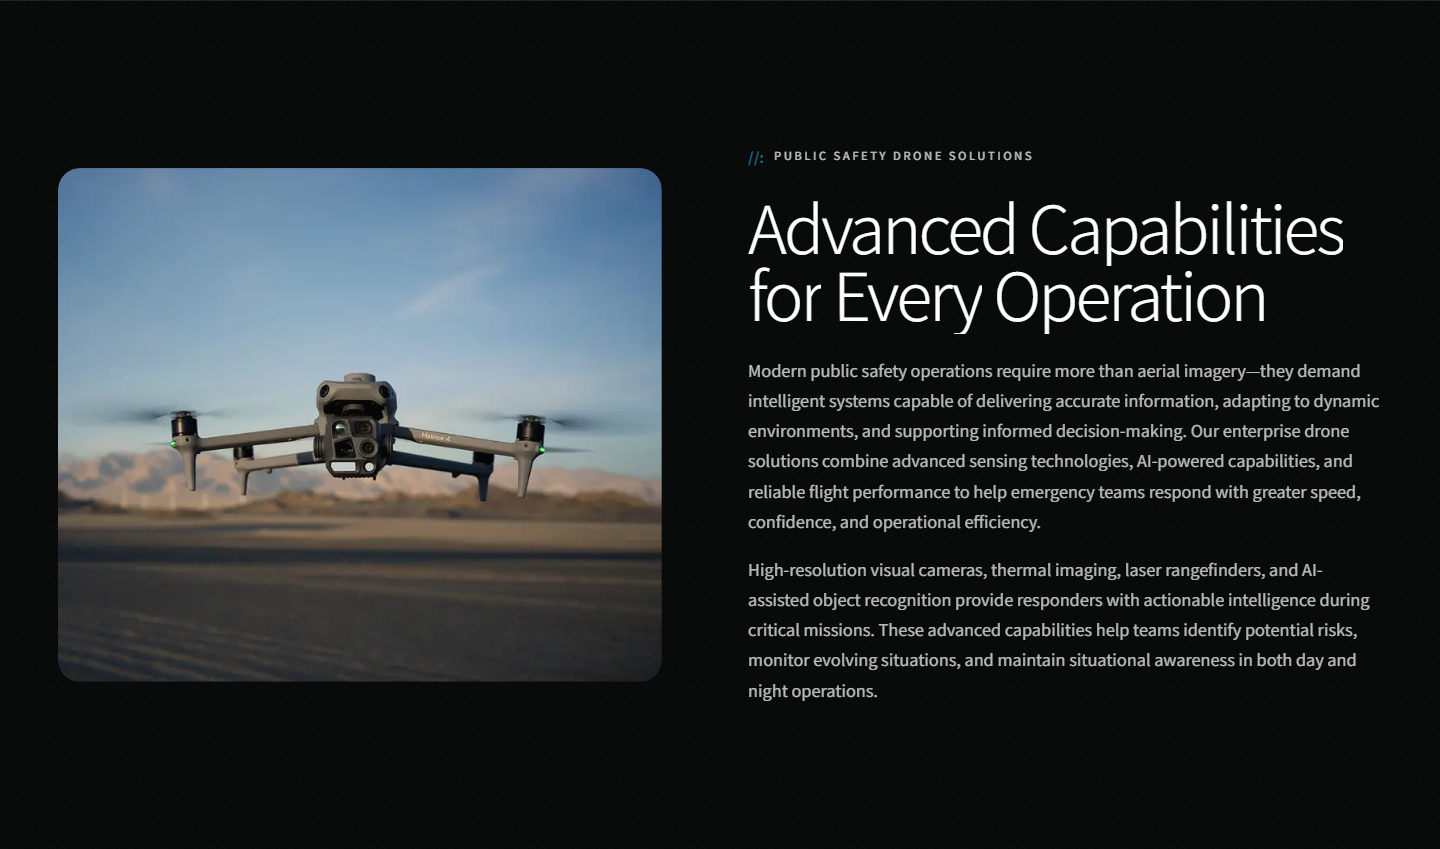 //: PUBLIC SAFETY DRONE SOLUTIONS
Advanced Capabilities
for Every Operation
Matrice 4
Modern public safety operations require more than aerial imagery—they demand
intelligent systems capable of delivering accurate information, adapting to dynamic
environments, and supporting informed decision-making. Our enterprise drone
solutions combine advanced sensing technologies, AI-powered capabilities, and
reliable flight performance to help emergency teams respond with greater speed,
confidence, and operational efficiency.
High-resolution visual cameras, thermal imaging, laser rangefinders, and AI-
assisted object recognition provide responders with actionable intelligence during
critical missions. These advanced capabilities help teams identify potential risks,
monitor evolving situations, and maintain situational awareness in both day and
night operations.